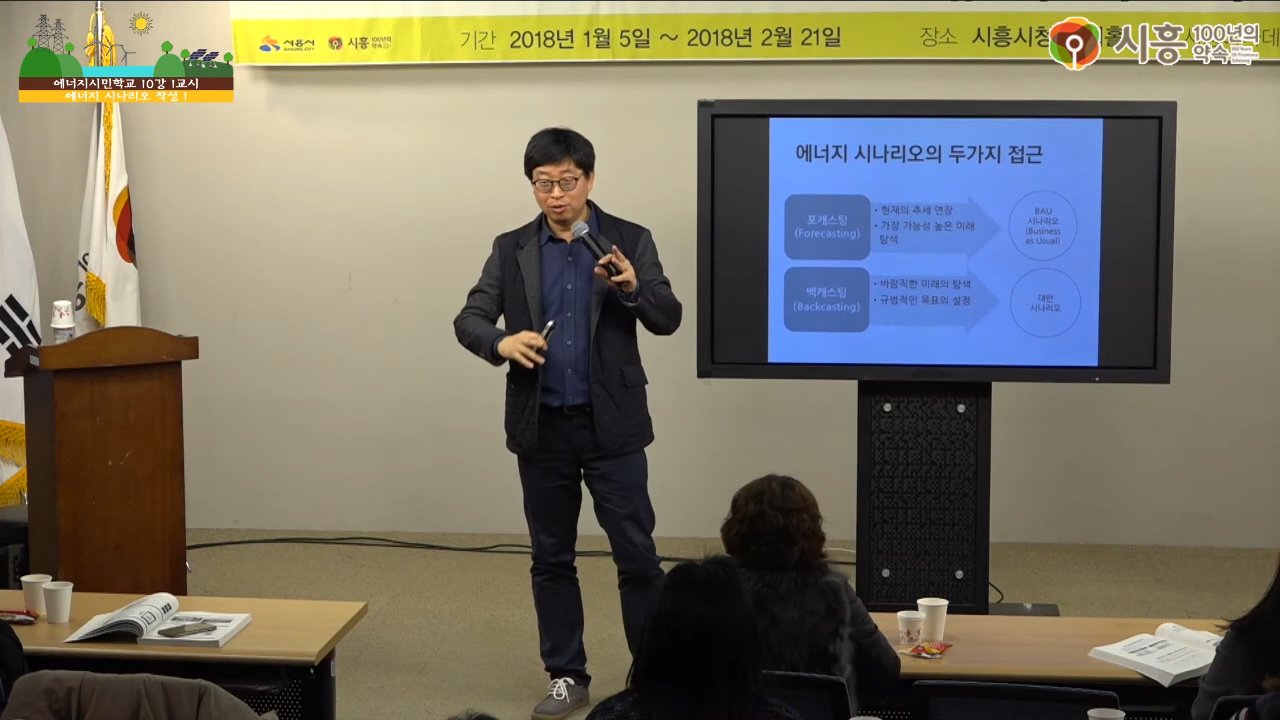 시흥시
시흥 100년의 약속
기간 2018년 1월 5일 ~ 2018년 2월 21일
장소 시흥시청
시흥 100년의 약속
에너지시민학교 10강 1교시
에너지 시나리오 작성 I
에너지 시나리오의 두가지 접근
포캐스팅
(Forecasting)
• 현재의 추세 연장
• 가장 가능성 높은 미래
탐색
BAU
시나리오
(Business
as Usual)
백캐스팅
(Backcasting)
• 바람직한 미래의 탐색
• 규범적인 목표의 설정
대안
시나리오